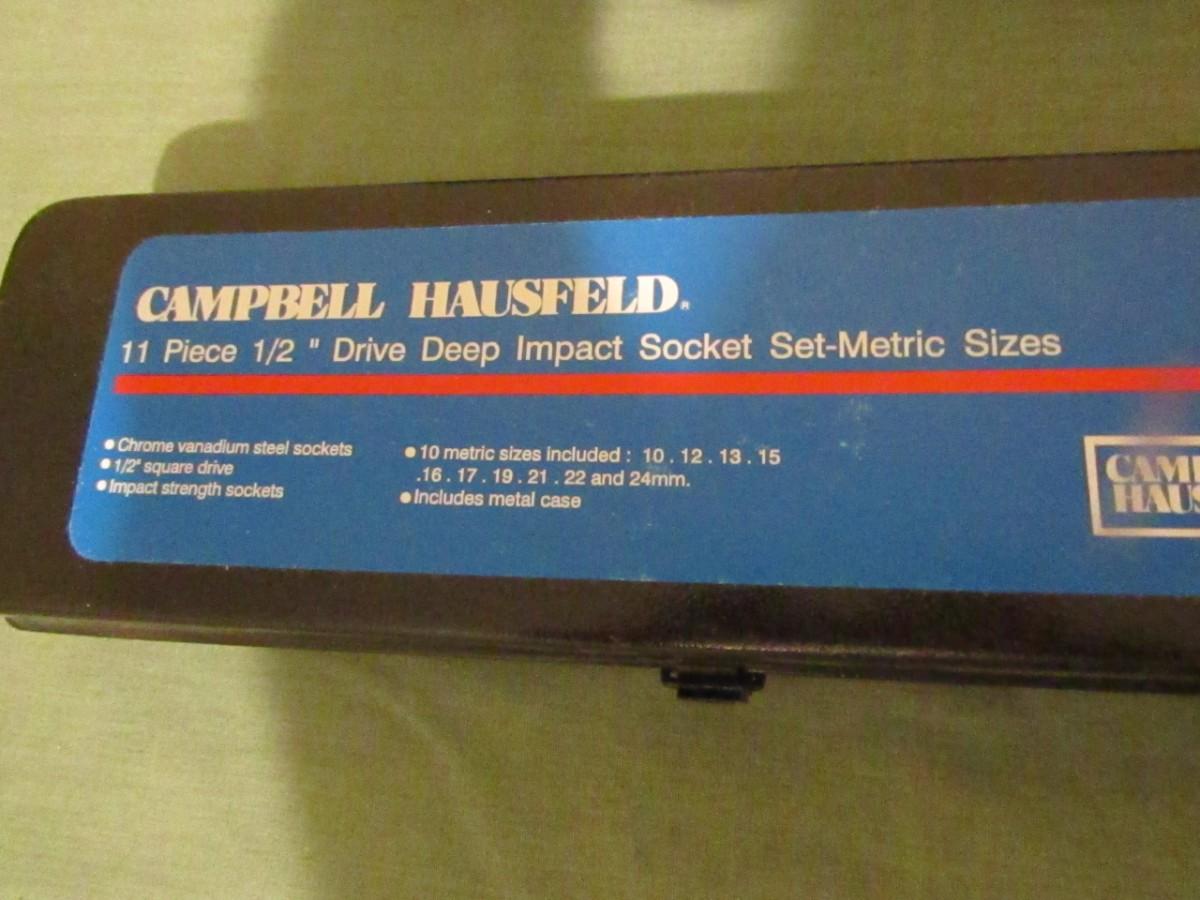 CAMPBELL HAUSFELD®
11 Piece 1/2 " Drive Deep Impact Socket Set-Metric Sizes
● Chrome vanadium steel sockets
● 1/2" square drive
● Impact strength sockets
● 10 metric sizes included : 10 . 12 . 13 . 15
.16 . 17 . 19 . 21 . 22 and 24mm.
● Includes metal case
CAMP
HAUS